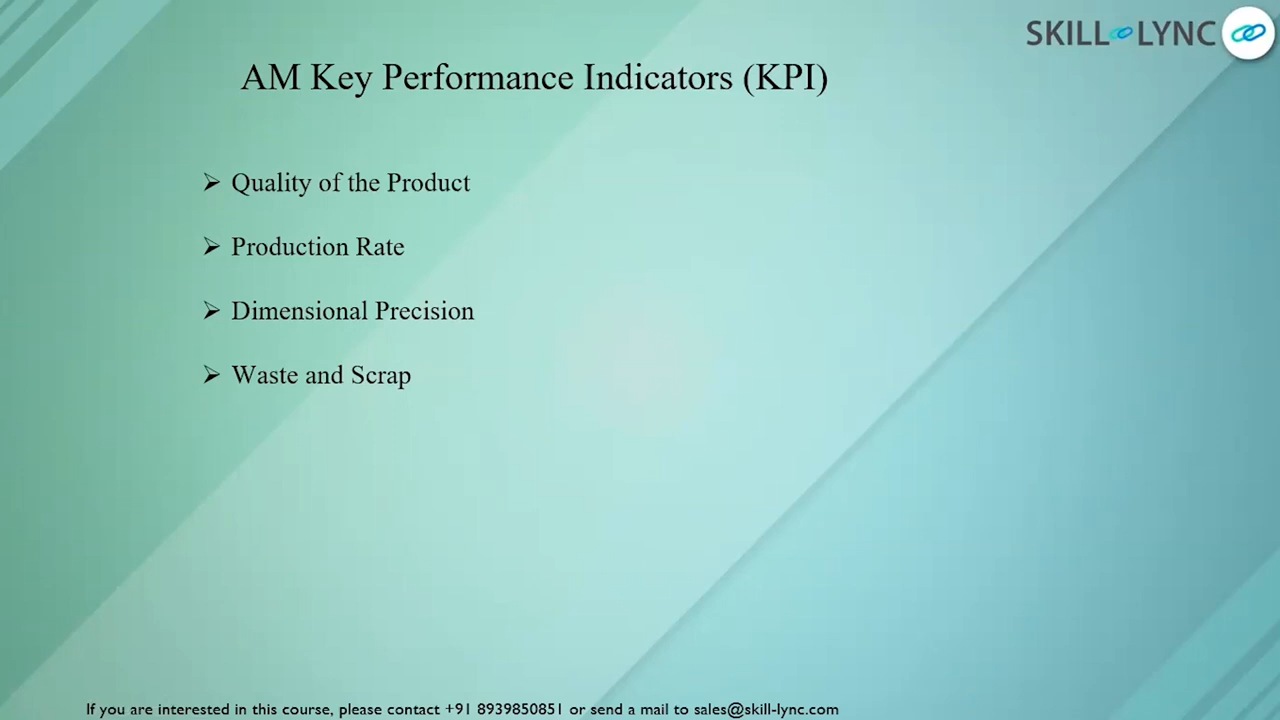 SKILL LYNC
AM Key Performance Indicators (KPI)
➢ Quality of the Product
➢ Production Rate
➢ Dimensional Precision
➢ Waste and Scrap
If you are interested in this course, please contact +91 8939850851 or send a mail to sales@skill-lync.com